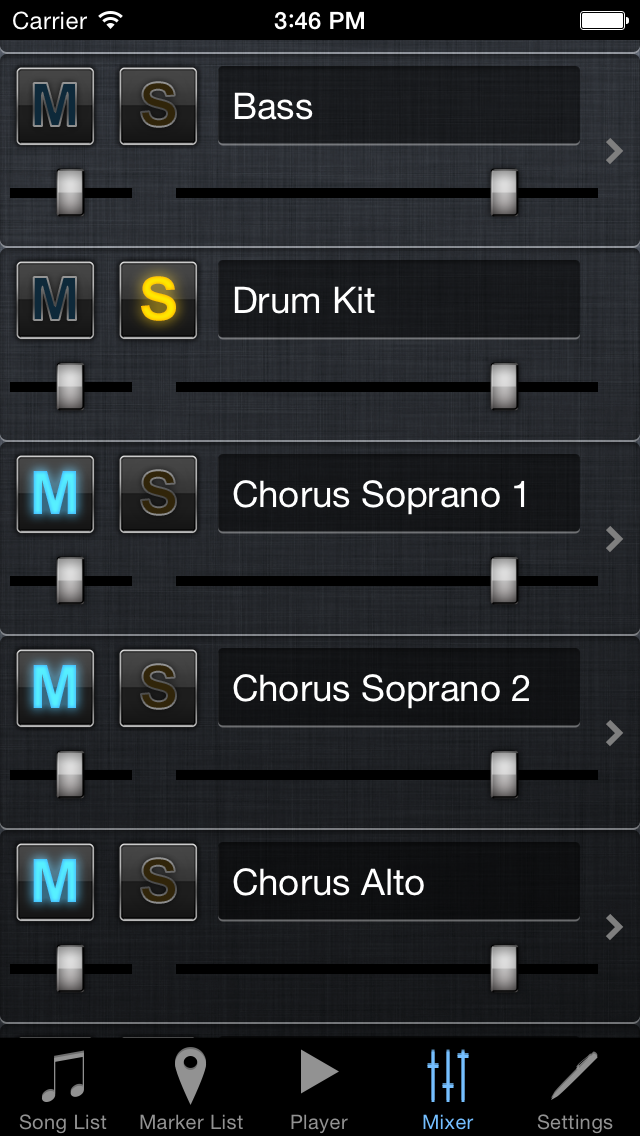 Carrier 3:46 PM
M S Bass
M S Drum Kit
M S Chorus Soprano 1
M S Chorus Soprano 2
M S Chorus Alto
Song List Marker List Player Mixer Settings